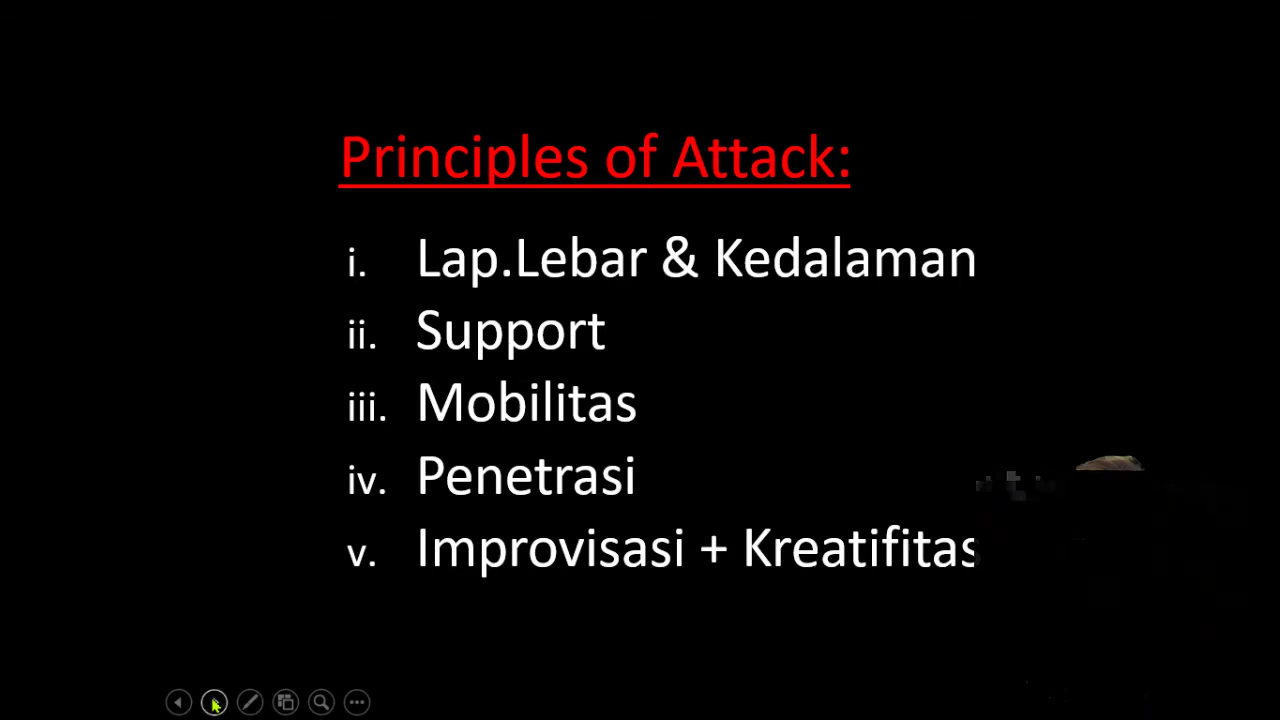 Principles of Attack:
i. Lap.Lebar & Kedalaman
ii. Support
iii. Mobilitas
iv. Penetrasi
v. Improvisasi + Kreatifitas